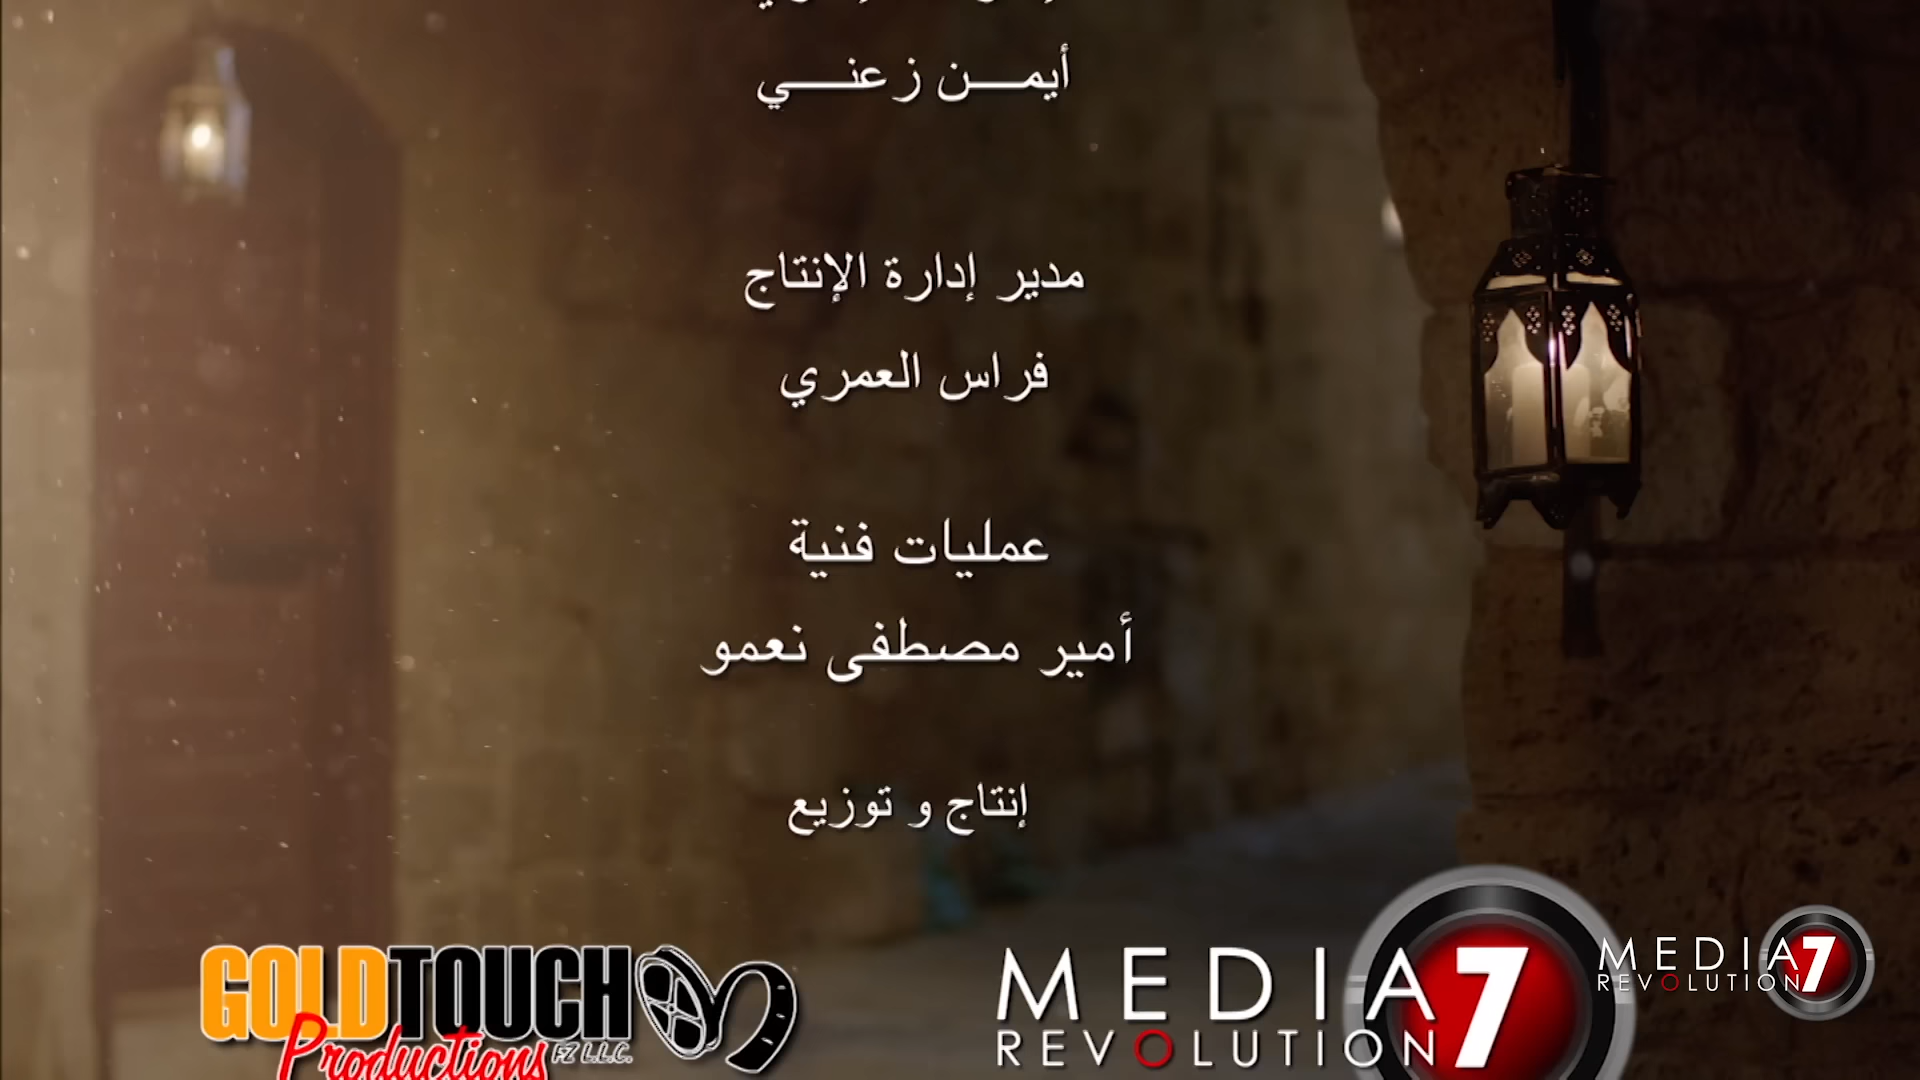 أيمن زعني
مدير إدارة الإنتاج
فراس العمري
عمليات فنية
أمير مصطفى نعمو
إنتاج و توزيع
GOLDTOUCH
Productions FZ L.L.C.
MEDIA 7
REVOLUTION
MEDIA 7
REVOLUTION